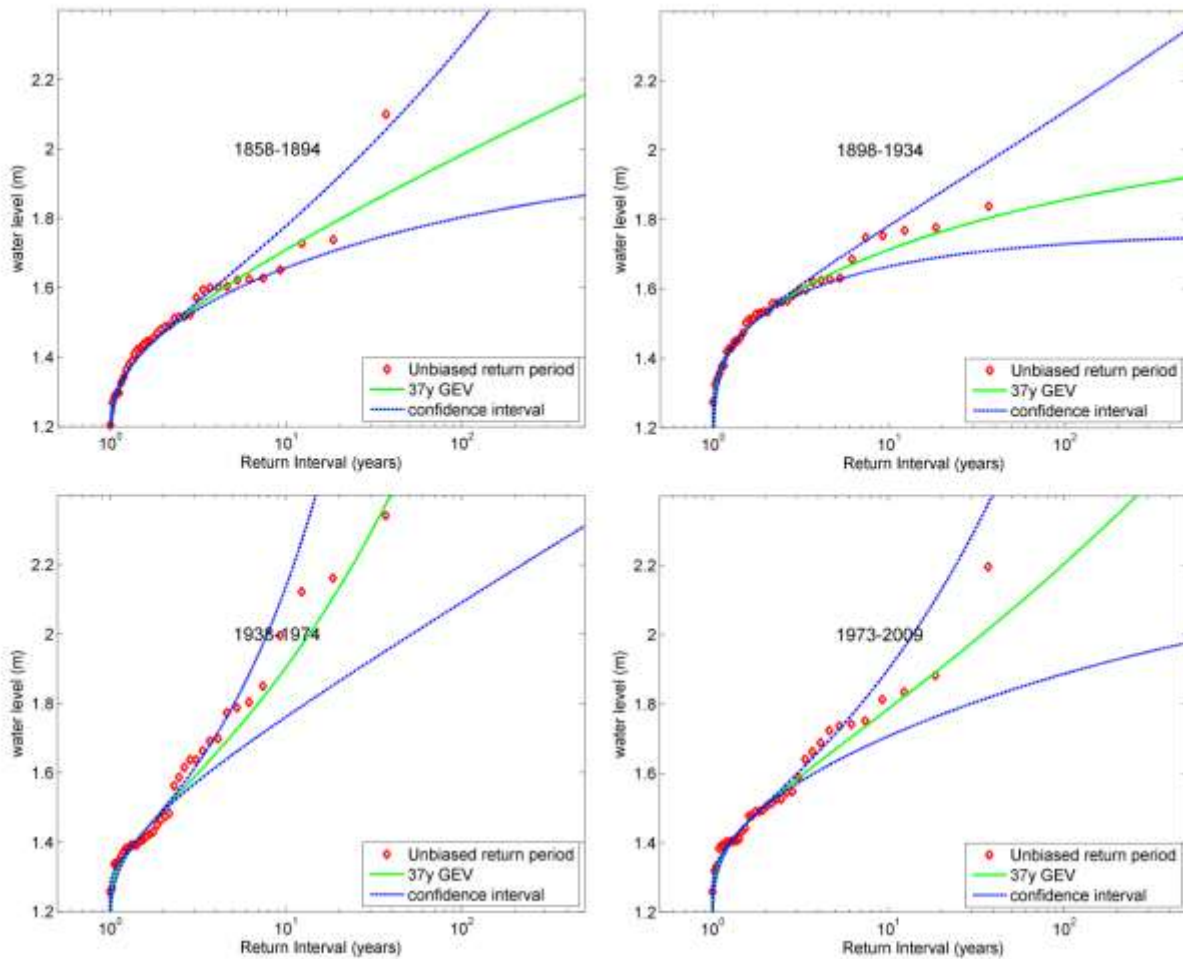 2.2
2
1.8
1.6
1.4
1.2
water level (m)
1858-1894
Unbiased return period
37y GEV
confidence interval
10^0
10^1
10^2
Return Interval (years)
2.2
2
1.8
1.6
1.4
1.2
water level (m)
1898-1934
Unbiased return period
37y GEV
confidence interval
10^0
10^1
10^2
Return Interval (years)
2.2
2
1.8
1.6
1.4
1.2
water level (m)
1938-1974
Unbiased return period
37y GEV
confidence interval
10^0
10^1
10^2
Return Interval (years)
2.2
2
1.8
1.6
1.4
1.2
water level (m)
1973-2009
Unbiased return period
37y GEV
confidence interval
10^0
10^1
10^2
Return Interval (years)